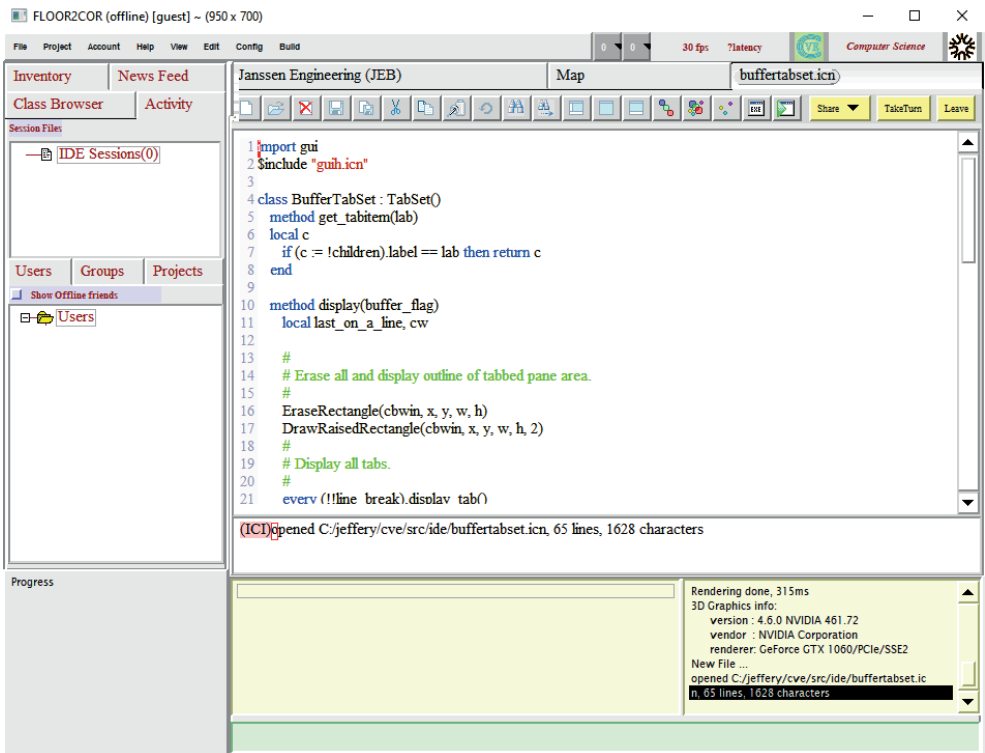 FLOOR2COR (offline) [guest] ~ (950 x 700)
File Project Account Help View Edit Config Build
0 0 30 fps ?latency CVE Computer Science
Inventory News Feed
Class Browser Activity
Session Files
IDE Sessions(0)
Users Groups Projects
Show Offline friends
Users
Progress
Janssen Engineering (JEB) Map buffertabset.icn
EXE Share TakeTurn Leave
1 import gui
2 $include "guih.icn"
3
4 class BufferTabSet : TabSet()
5 method get_tabitem(lab)
6 local c
7 if (c := !children).label == lab then return c
8 end
9
10 method display(buffer_flag)
11 local last_on_a_line, cw
12
13 #
14 # Erase all and display outline of tabbed pane area.
15 #
16 EraseRectangle(cbwin, x, y, w, h)
17 DrawRaisedRectangle(cbwin, x, y, w, h, 2)
18 #
19 # Display all tabs.
20 #
21 every (!!line_break).display_tab()
(ICI)opened C:/jeffery/cve/src/ide/buffertabset.icn, 65 lines, 1628 characters
Rendering done, 315ms
3D Graphics info:
version : 4.6.0 NVIDIA 461.72
vendor : NVIDIA Corporation
renderer: GeForce GTX 1060/PCIe/SSE2
New File ...
opened C:/jeffery/cve/src/ide/buffertabset.ic
n, 65 lines, 1628 characters